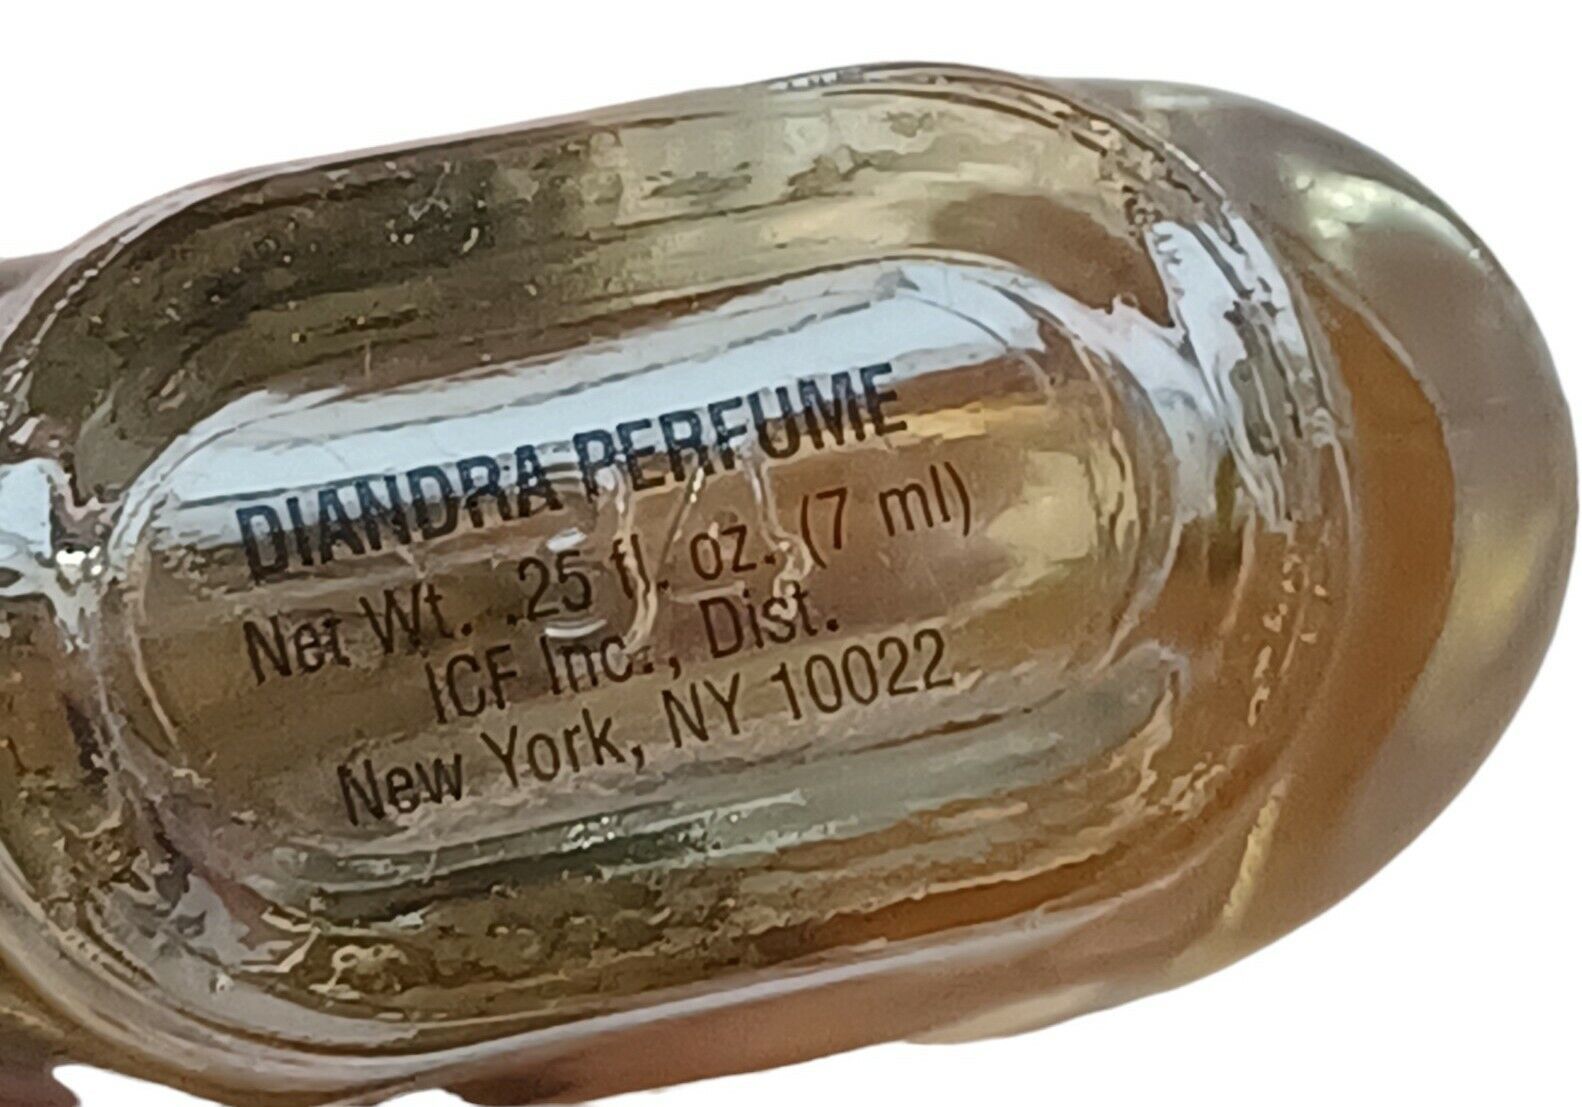 DIANDRA PERFUME
Net Wt. .25 fl. oz. (7 ml)
ICF Inc., Dist.
New York, NY 10022